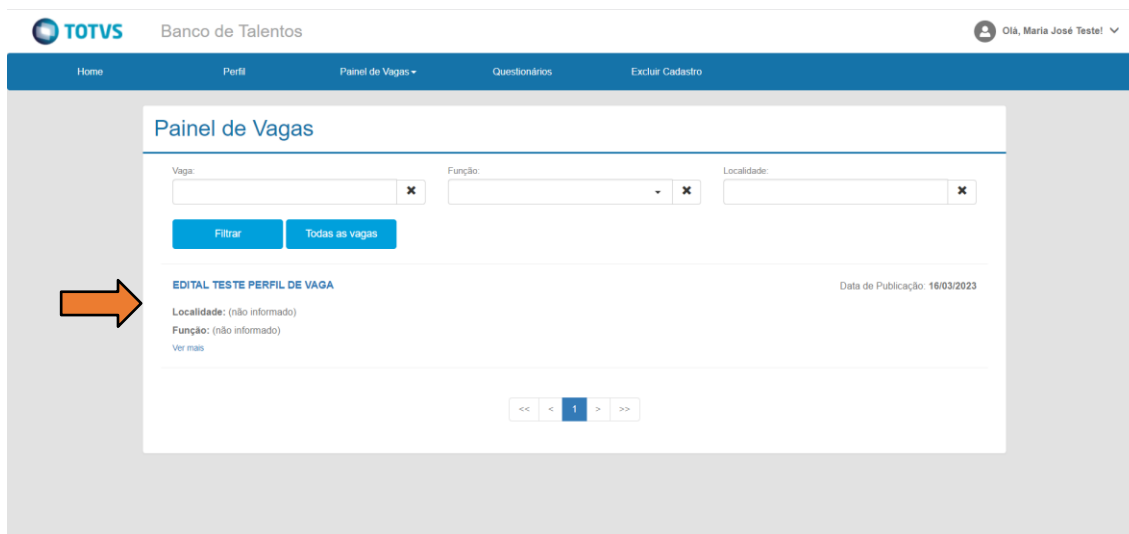 TOTVS Banco de Talentos Olá, Maria José Teste!
Home Perfil Painel de Vagas Questionários Excluir Cadastro
Painel de Vagas
Vaga: Função: Localidade:
Filtrar Todas as vagas
EDITAL TESTE PERFIL DE VAGA Data de Publicação: 16/03/2023
Localidade: (não informado)
Função: (não informado)
Ver mais
<< < 1 > >>